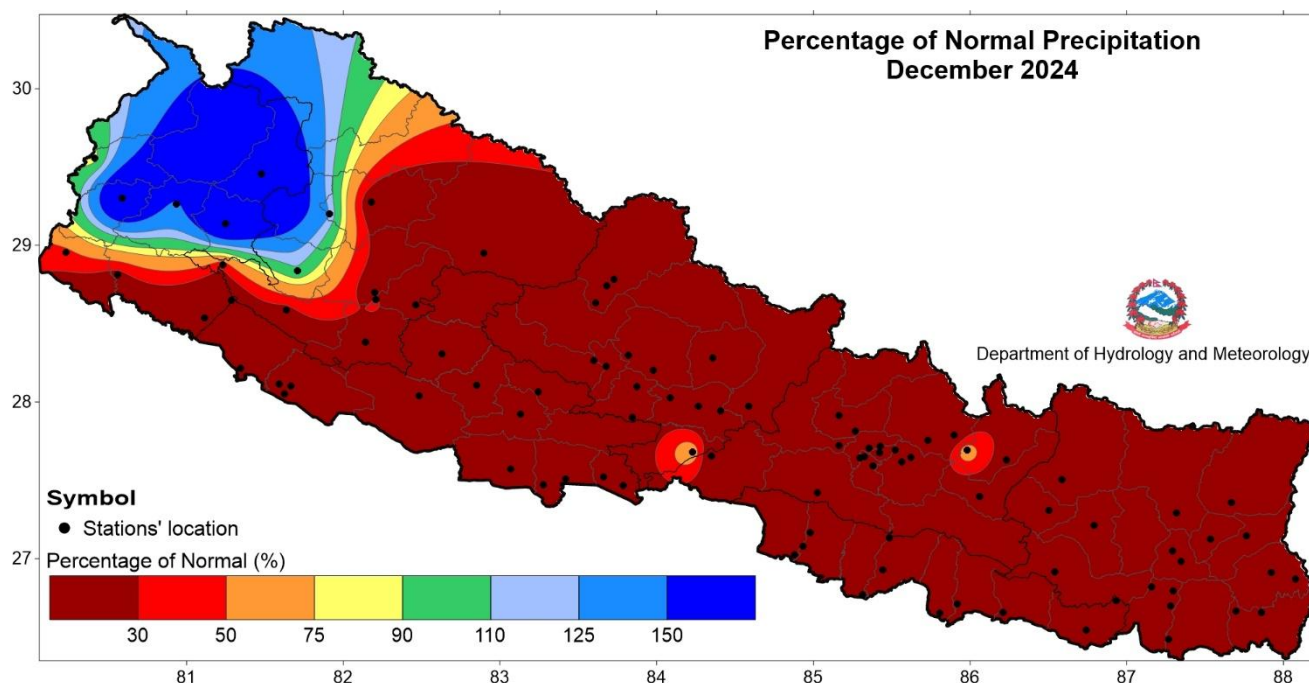 Percentage of Normal Precipitation
December 2024
30
29
28
27
Department of Hydrology and Meteorology
Symbol
Stations' location
Percentage of Normal (%)
30 50 75 90 110 125 150
81 82 83 84 85 86 87 88